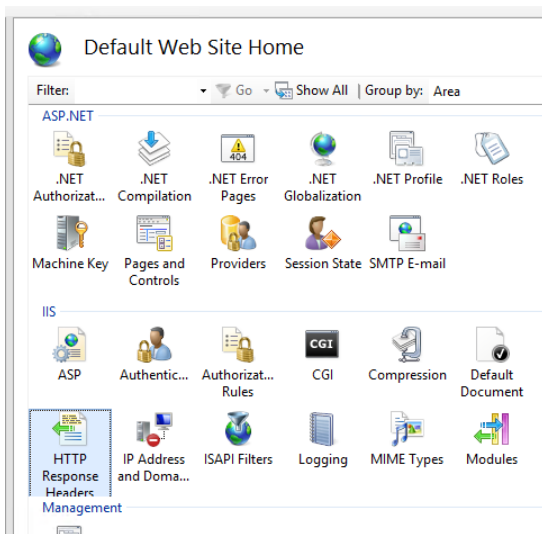 Default Web Site Home
Filter: Go Show All Group by: Area
ASP.NET
404
.NET Authorizat...
.NET Compilation
.NET Error Pages
.NET Globalization
.NET Profile
.NET Roles
Machine Key
Pages and Controls
Providers
Session State
SMTP E-mail
IIS
CGI
ASP
Authentic...
Authorizat... Rules
CGI
Compression
Default Document
HTTP Response Headers
IP Address and Doma...
ISAPI Filters
Logging
MIME Types
Modules
Management